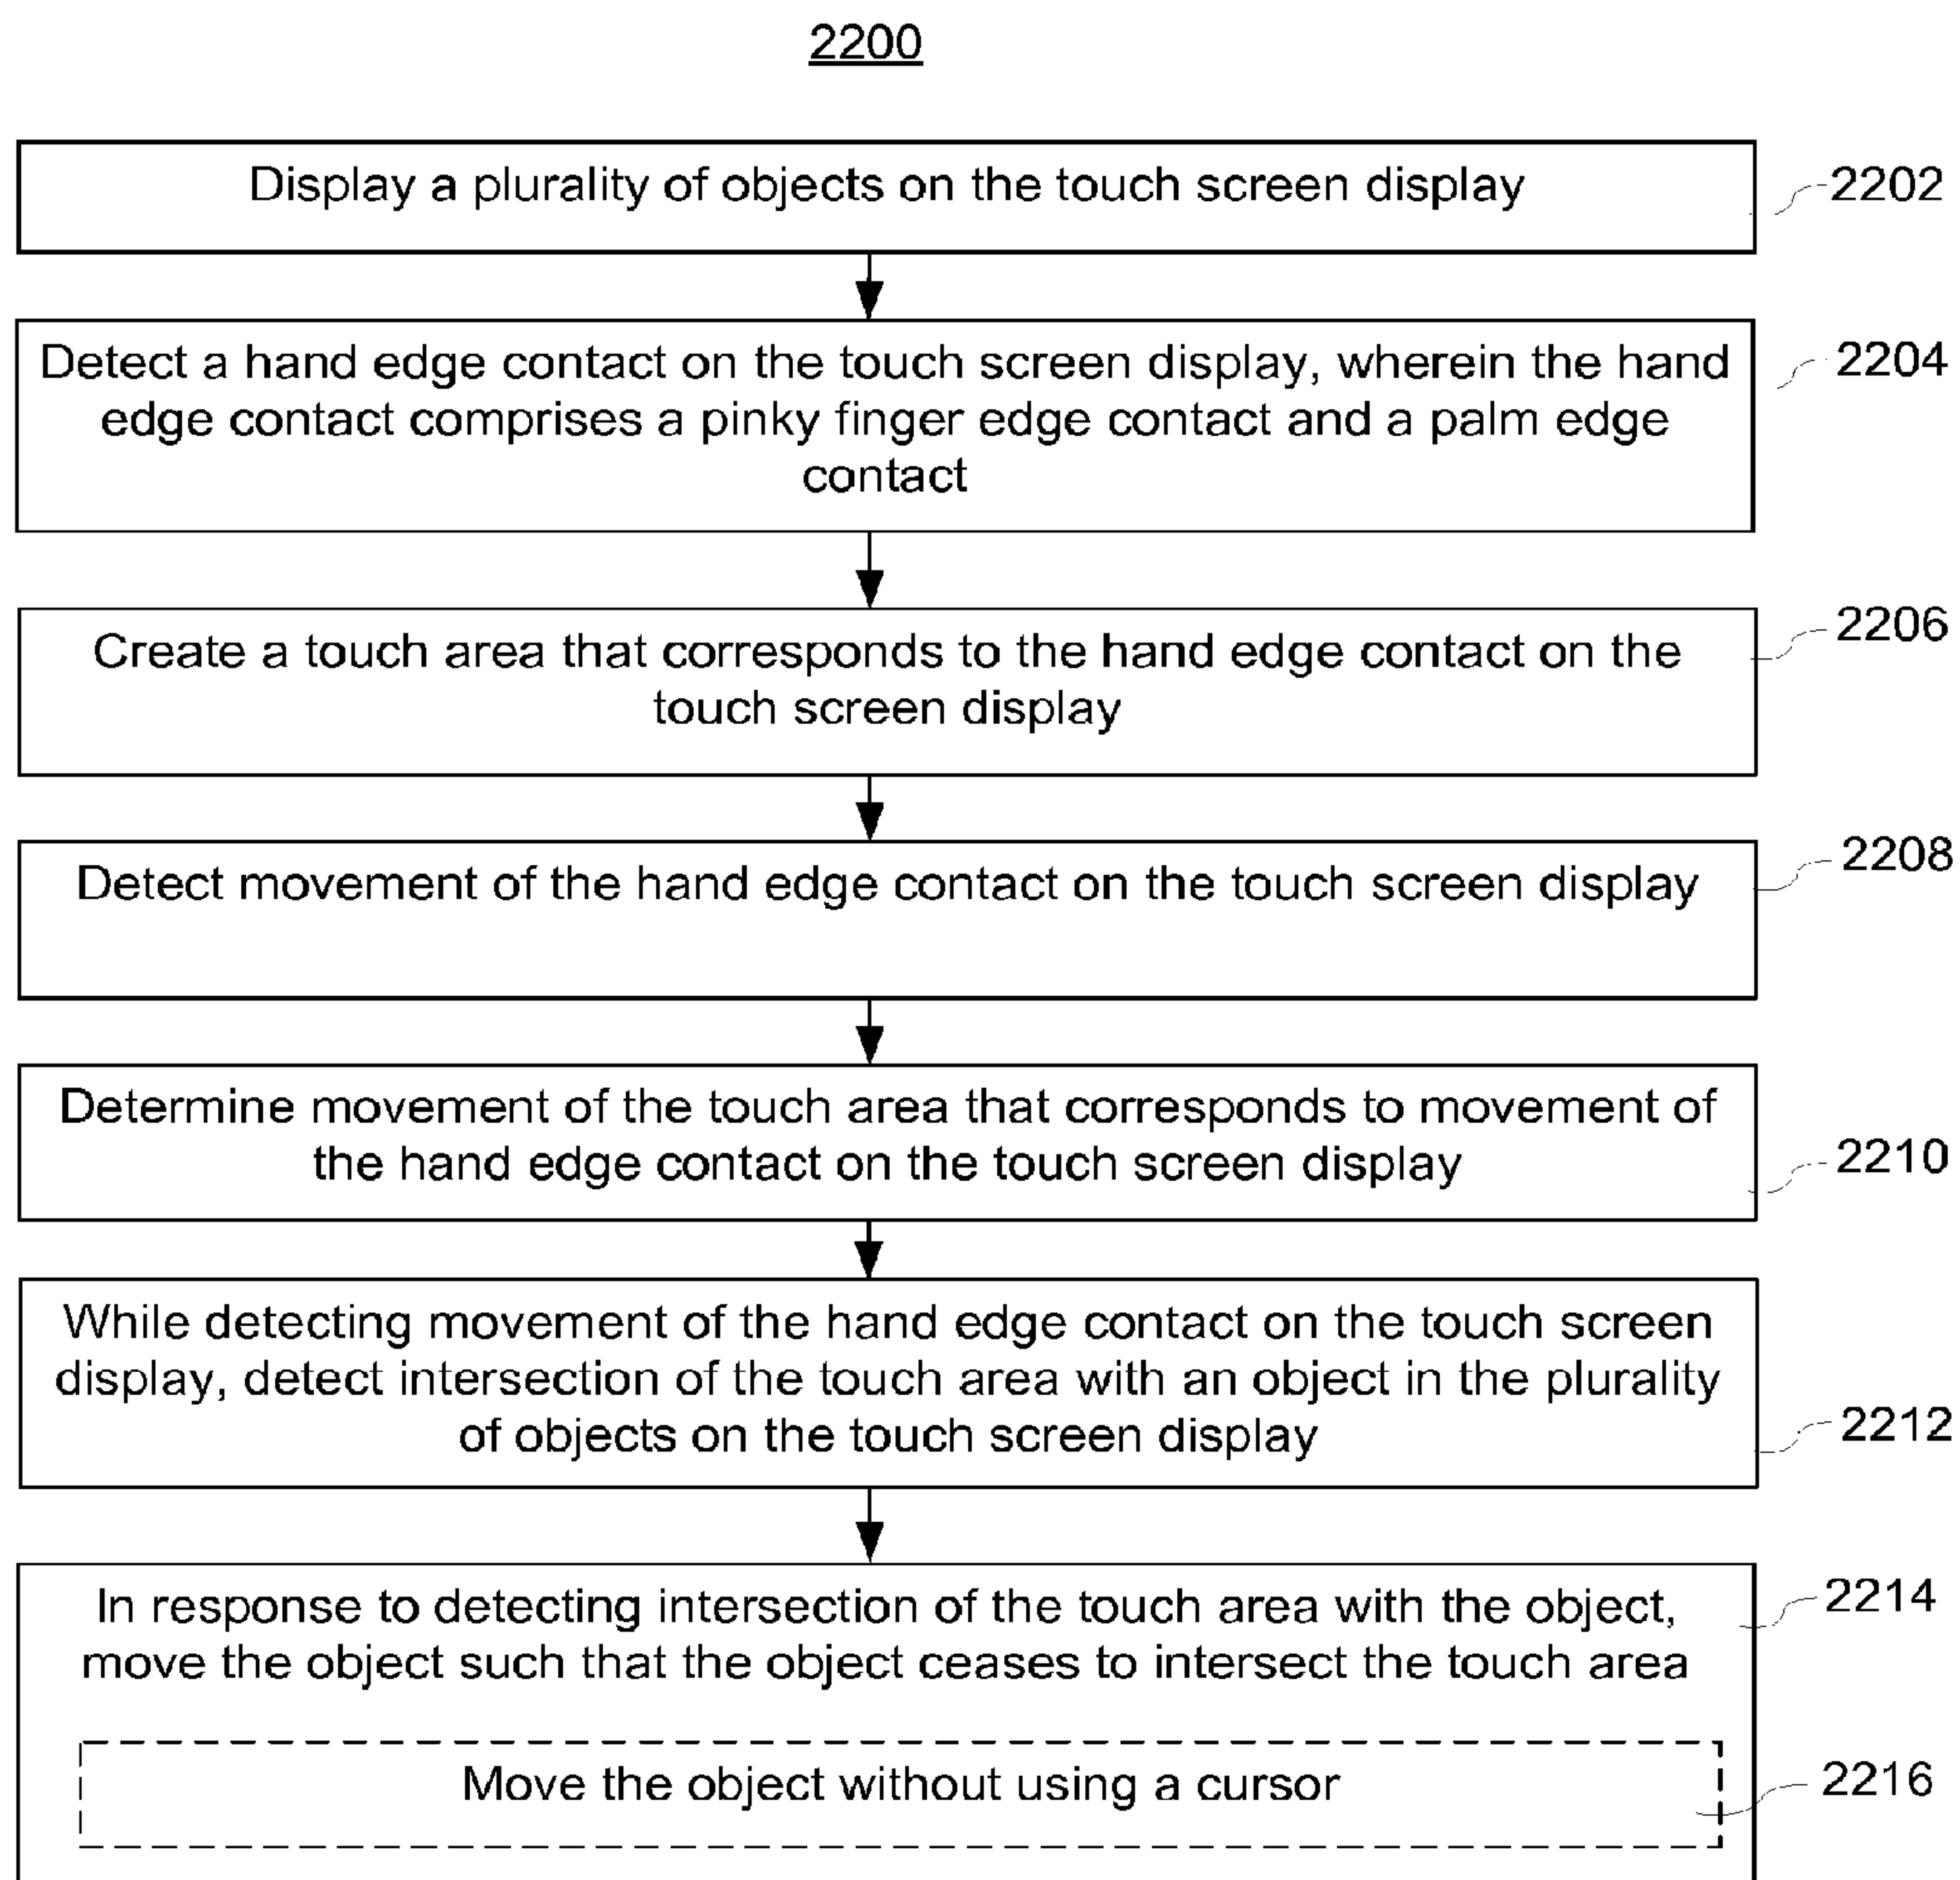 2200
Display a plurality of objects on the touch screen display
2202
Detect a hand edge contact on the touch screen display, wherein the hand
edge contact comprises a pinky finger edge contact and a palm edge
contact
2204
Create a touch area that corresponds to the hand edge contact on the
touch screen display
2206
Detect movement of the hand edge contact on the touch screen display
2208
Determine movement of the touch area that corresponds to movement of
the hand edge contact on the touch screen display
2210
While detecting movement of the hand edge contact on the touch screen
display, detect intersection of the touch area with an object in the plurality
of objects on the touch screen display
2212
In response to detecting intersection of the touch area with the object,
move the object such that the object ceases to intersect the touch area
2214
Move the object without using a cursor
2216